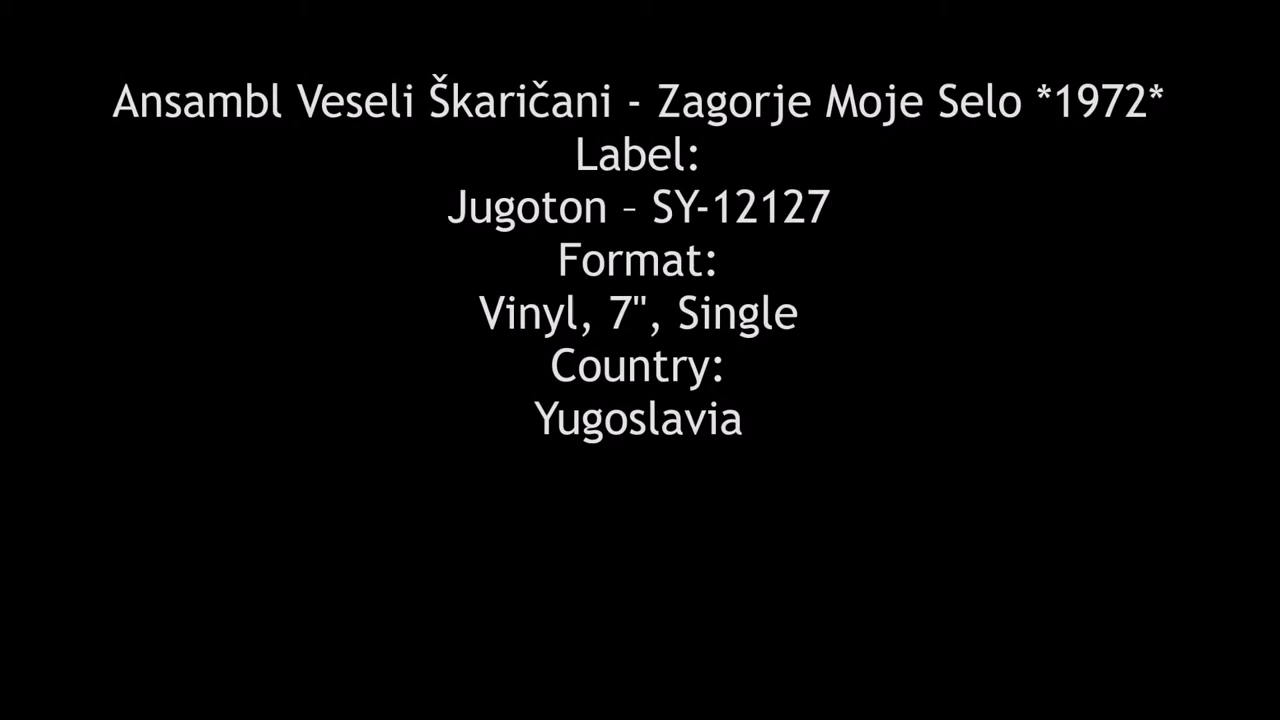 Ansambl Veseli Škaričani - Zagorje Moje Selo *1972*
Label:
Jugoton – SY-12127
Format:
Vinyl, 7", Single
Country:
Yugoslavia